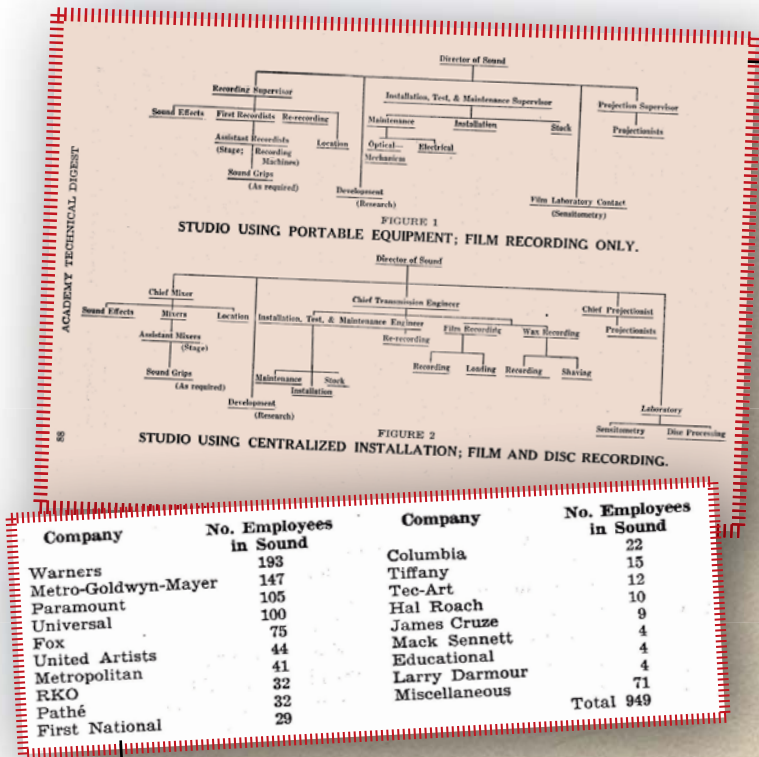 ACADEMY TECHNICAL DIGEST
88
Director of Sound
Recording Supervisor
Installation, Test, & Maintenance Supervisor
Projection Supervisor
Sound Effects First Recordists Re-recording
Maintenance Installation Stock
Projectionists
Assistant Recordists
(Stage; Recording Machines)
Location
Optical—Mechanism
Electrical
Sound Grips
(As required)
Development
(Research)
Film Laboratory Contact
(Sensitometry)
FIGURE 1
STUDIO USING PORTABLE EQUIPMENT; FILM RECORDING ONLY.
Director of Sound
Chief Mixer
Chief Transmission Engineer
Chief Projectionist
Sound Effects Mixers Location
Installation, Test, & Maintenance Engineer
Film Recording
Wax Recording
Projectionists
Assistant Mixers
(Stage)
Re-recording
Sound Grips
(As required)
Maintenance Stock
Installation
Recording Loading Recording Shaving
Development
(Research)
Laboratory
Sensitometry Disc Processing
FIGURE 2
STUDIO USING CENTRALIZED INSTALLATION; FILM AND DISC RECORDING.
Company No. Employees in Sound
Warners 193
Metro-Goldwyn-Mayer 147
Paramount 105
Universal 100
Fox 75
United Artists 44
Metropolitan 41
RKO 32
Pathé 32
First National 29
Company No. Employees in Sound
Columbia 22
Tiffany 15
Tec-Art 12
Hal Roach 10
James Cruze 9
Mack Sennett 4
Educational 4
Larry Darmour 4
Miscellaneous 71
Total 949